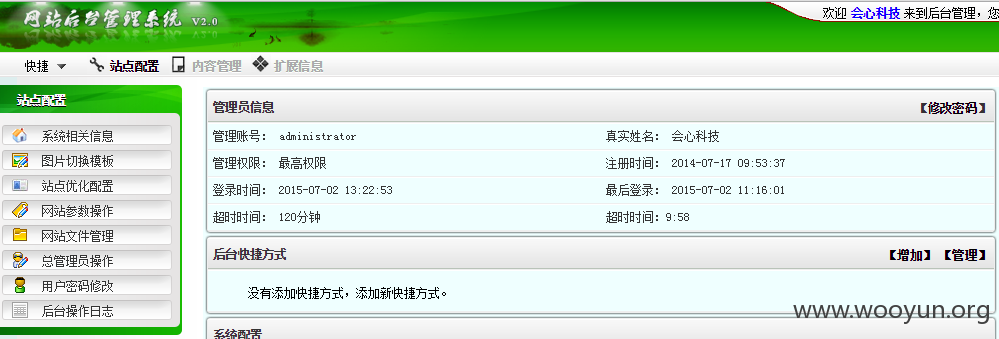 网站后台管理系统 V2.0
欢迎 会心科技 来到后台管理，您
快捷 站点配置 内容管理 扩展信息
站点配置
系统相关信息
图片切换模板
站点优化配置
网站参数操作
网站文件管理
总管理员操作
用户密码修改
后台操作日志
管理员信息 【修改密码】
管理账号： administrator 真实姓名： 会心科技
管理权限： 最高权限 注册时间： 2014-07-17 09:53:37
登录时间： 2015-07-02 13:22:53 最后登录： 2015-07-02 11:16:01
超时时间： 120分钟 超时时间：9:58
后台快捷方式 【增加】 【管理】
没有添加快捷方式，添加新快捷方式。
系统配置
www.wooyun.org